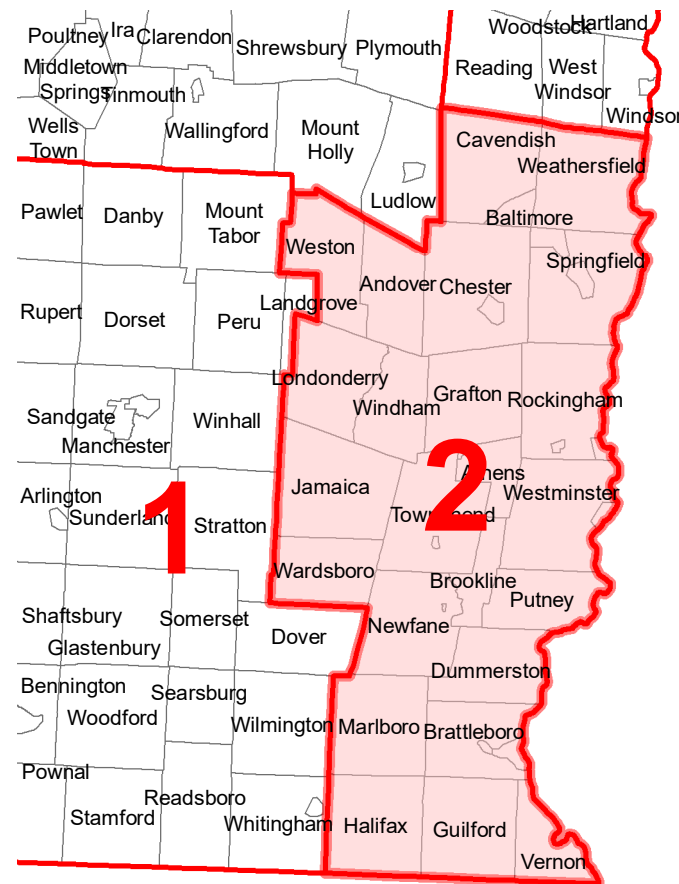 Poultney
Ira
Clarendon
Shrewsbury
Plymouth
Woodstock
Hartland
Middletown
Springs
Tinmouth
Reading
West
Windsor
Windsor
Wells
Town
Wallingford
Mount
Holly
Cavendish
Weathersfield
Ludlow
Pawlet
Danby
Mount
Tabor
Baltimore
Weston
Springfield
Andover
Chester
Landgrove
Rupert
Dorset
Peru
Londonderry
Windham
Grafton
Rockingham
Sandgate
Manchester
Winhall
Athens
Jamaica
Westminster
Arlington
Sunderland
Stratton
Townshend
1
2
Wardsboro
Brookline
Putney
Shaftsbury
Somerset
Dover
Newfane
Glastenbury
Dummerston
Bennington
Searsburg
Woodford
Wilmington
Marlboro
Brattleboro
Pownal
Readsboro
Stamford
Whitingham
Halifax
Guilford
Vernon